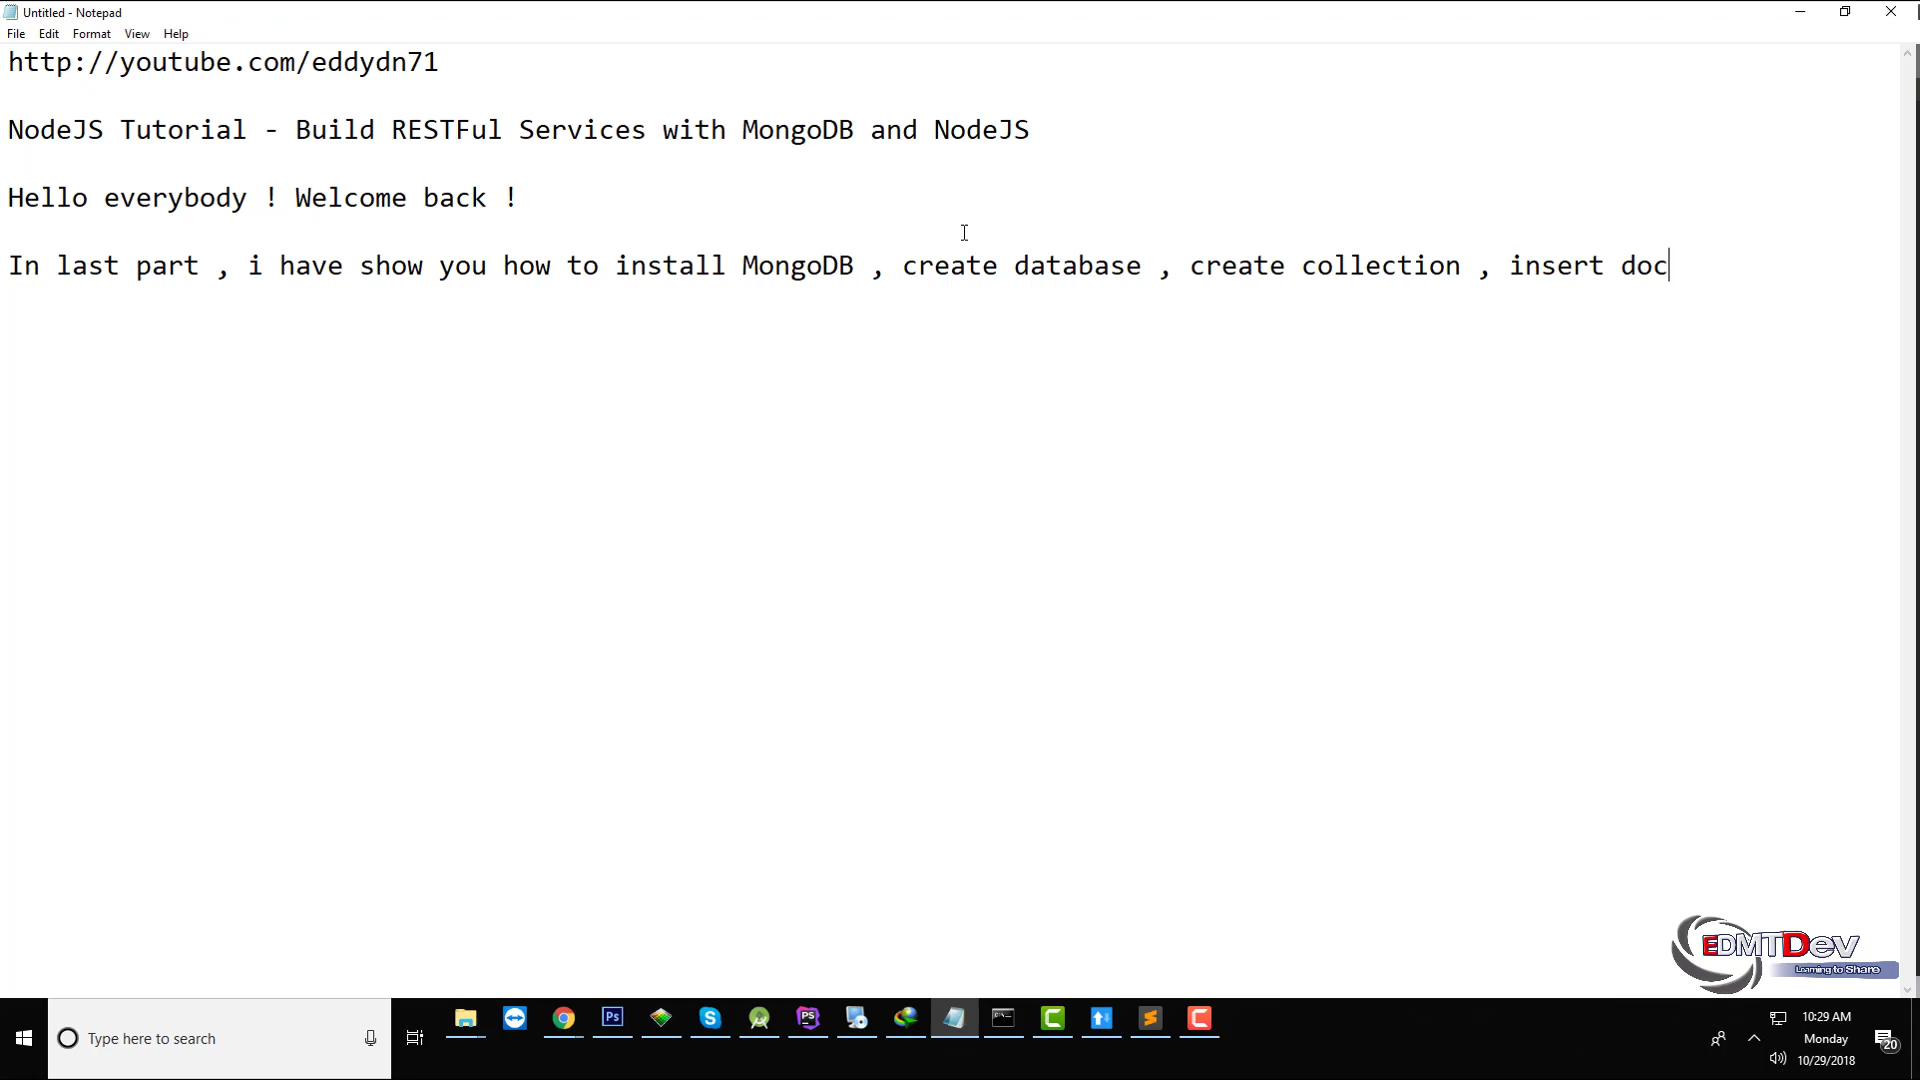 Untitled - Notepad
File Edit Format View Help
http://youtube.com/eddydn71
NodeJS Tutorial - Build RESTFul Services with MongoDB and NodeJS
Hello everybody ! Welcome back !
In last part , i have show you how to install MongoDB , create database , create collection , insert doc
EDMTDev
Learning to Share
Type here to search
Ps
PS
10:29 AM
Monday
10/29/2018
20